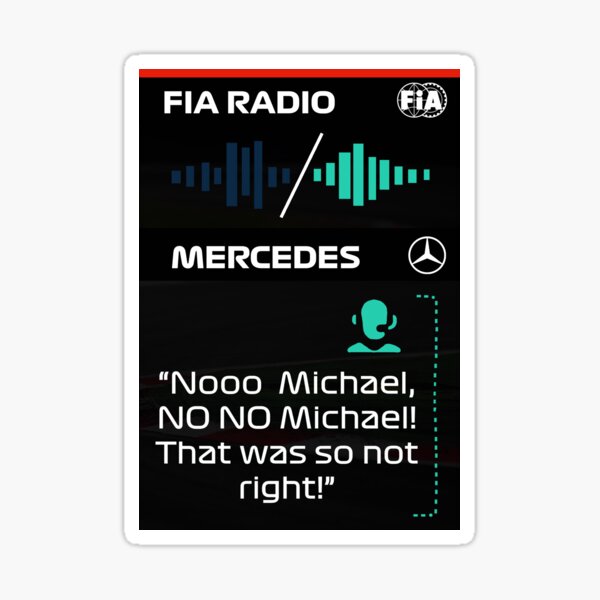 FIA RADIO
FiA
MERCEDES
“Nooo Michael,
NO NO Michael!
That was so not
right!”